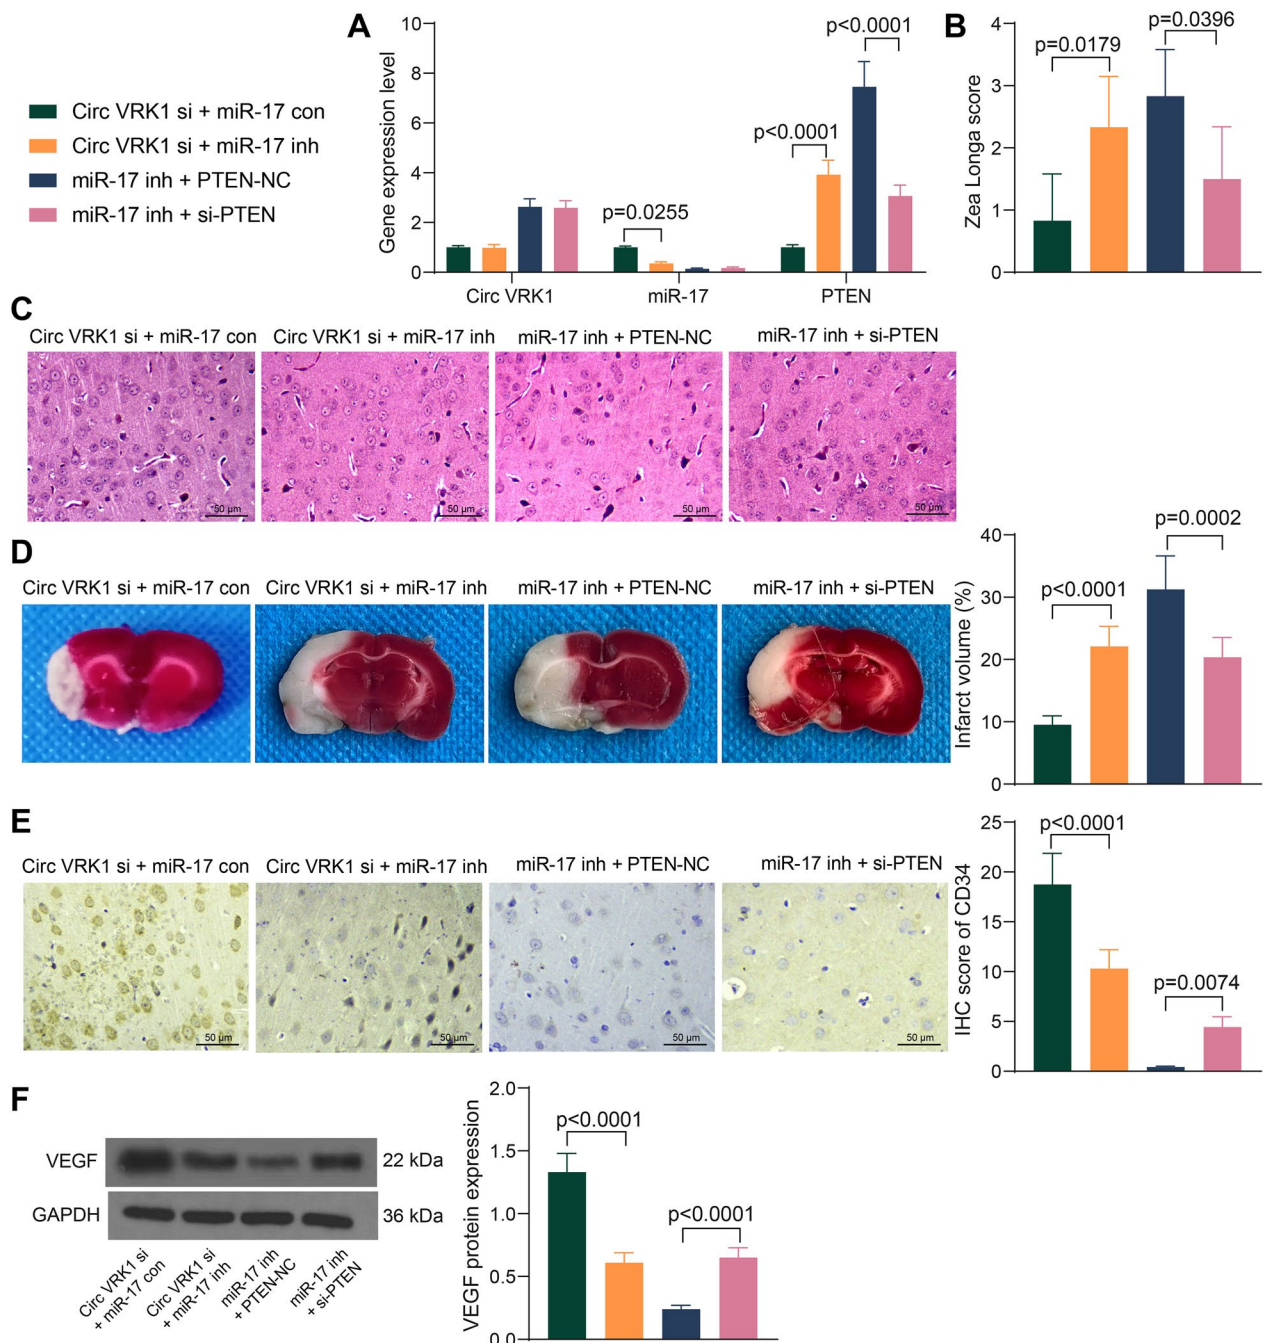 A
B
Circ VRK1 si + miR-17 con
Circ VRK1 si + miR-17 inh
miR-17 inh + PTEN-NC
miR-17 inh + si-PTEN
Gene expression level
10
8
6
4
2
0
p=0.0255
p<0.0001
p<0.0001
Circ VRK1
miR-17
PTEN
Zea Longa score
4
3
2
1
0
p=0.0179
p=0.0396
C
Circ VRK1 si + miR-17 con
Circ VRK1 si + miR-17 inh
miR-17 inh + PTEN-NC
miR-17 inh + si-PTEN
50 µm
50 µm
50 µm
50 µm
D
Circ VRK1 si + miR-17 con
Circ VRK1 si + miR-17 inh
miR-17 inh + PTEN-NC
miR-17 inh + si-PTEN
Infarct volume (%)
40
30
20
10
0
p<0.0001
p=0.0002
E
Circ VRK1 si + miR-17 con
Circ VRK1 si + miR-17 inh
miR-17 inh + PTEN-NC
miR-17 inh + si-PTEN
50 µm
50 µm
50 µm
50 µm
IHC score of CD34
25
20
15
10
5
0
p<0.0001
p=0.0074
F
VEGF
22 kDa
GAPDH
36 kDa
Circ VRK1 si
+ miR-17 con
Circ VRK1 si
+ miR-17 inh
miR-17 inh
+ PTEN-NC
miR-17 inh
+ si-PTEN
VEGF protein expression
2.0
1.5
1.0
0.5
0.0
p<0.0001
p<0.0001